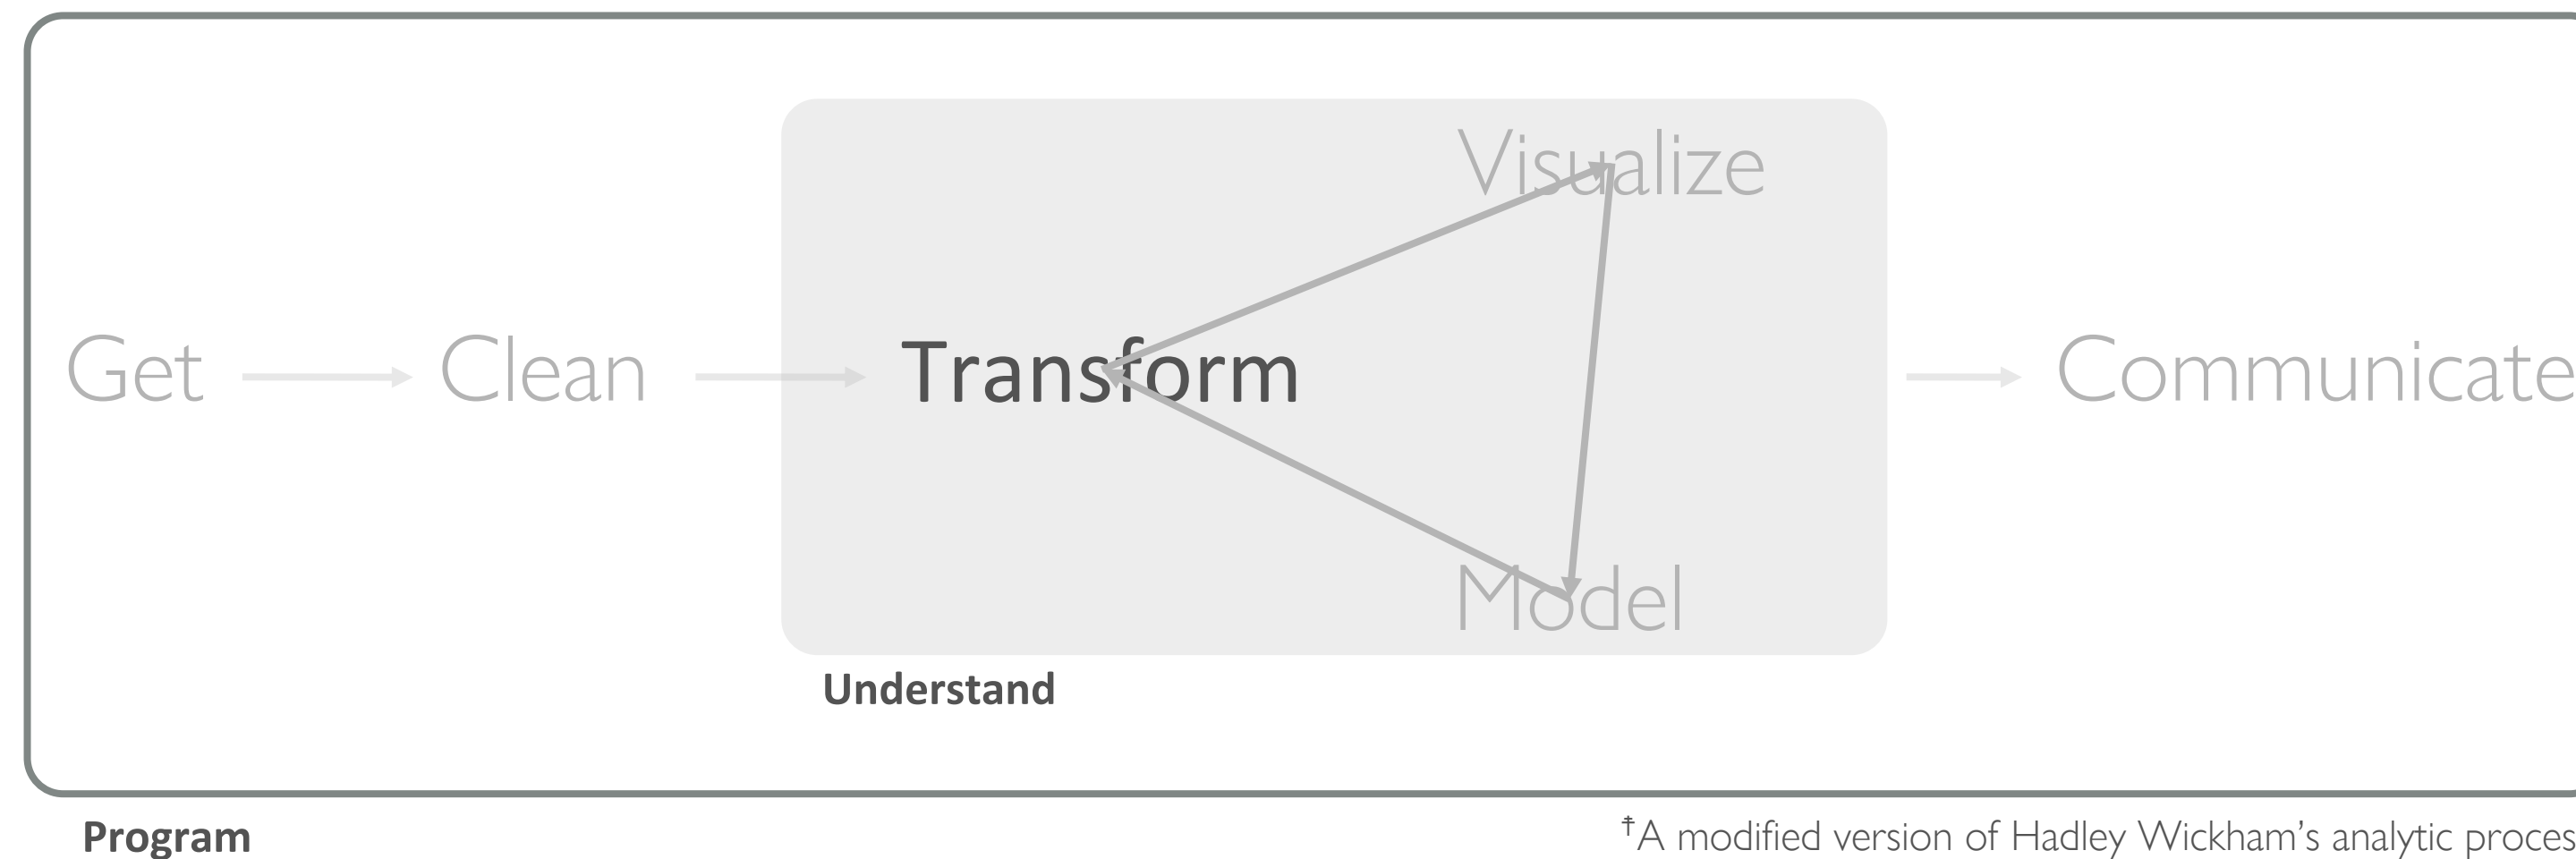 Visualize
Get Clean Transform Communicate
Model
Understand
Program
†A modified version of Hadley Wickham’s analytic proces